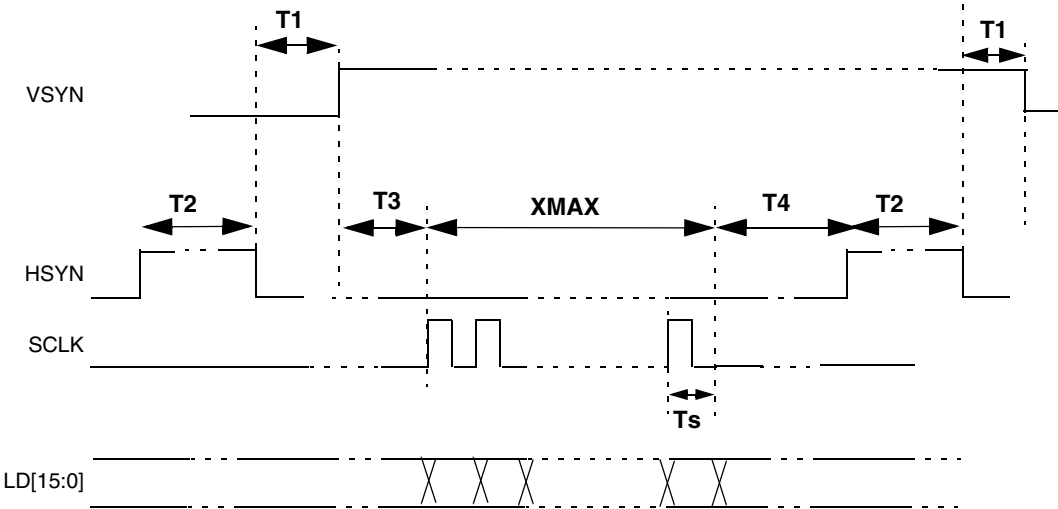 T1
T1
VSYN
T2
T3
XMAX
T4
T2
HSYN
SCLK
Ts
LD[15:0]